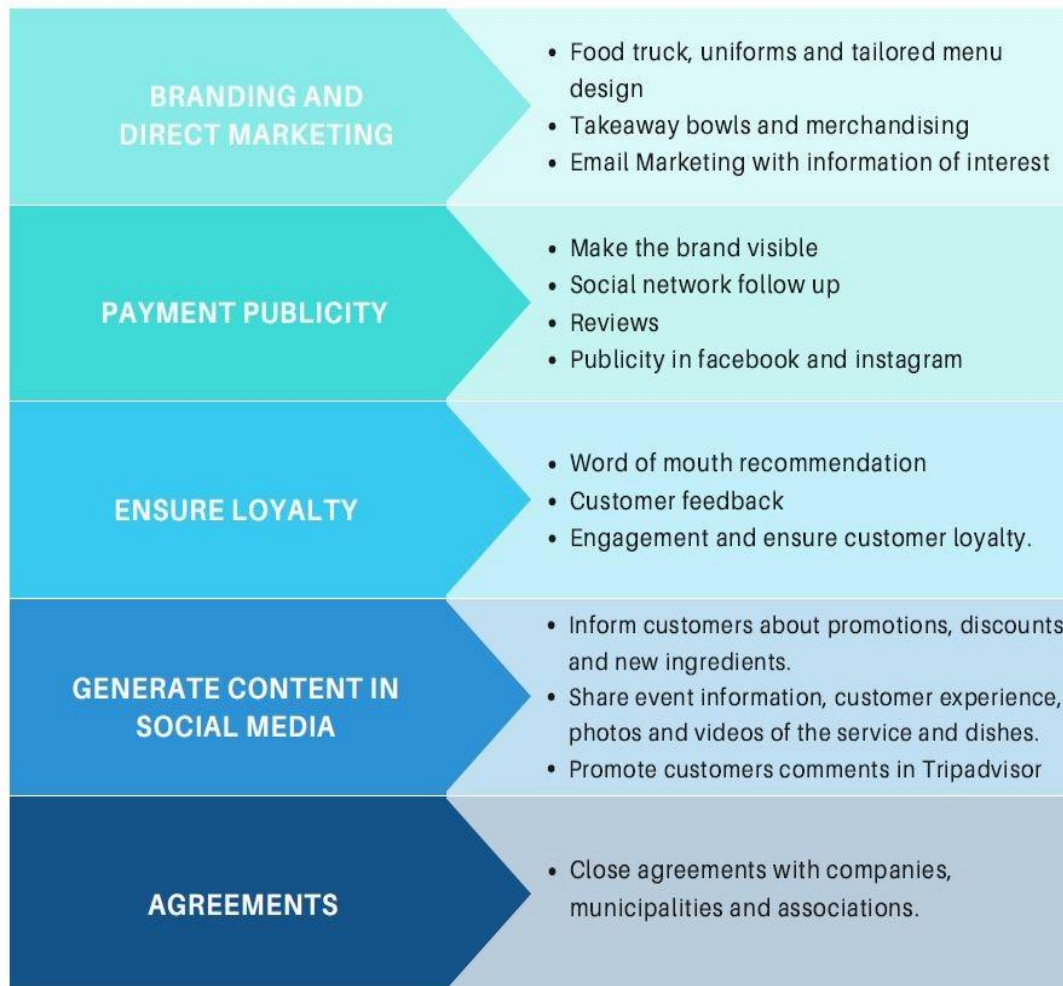 BRANDING AND
DIRECT MARKETING
• Food truck, uniforms and tailored menu
design
• Takeaway bowls and merchandising
• Email Marketing with information of interest
PAYMENT PUBLICITY
• Make the brand visible
• Social network follow up
• Reviews
• Publicity in facebook and instagram
ENSURE LOYALTY
• Word of mouth recommendation
• Customer feedback
• Engagement and ensure customer loyalty.
GENERATE CONTENT IN
SOCIAL MEDIA
• Inform customers about promotions, discounts
and new ingredients.
• Share event information, customer experience,
photos and videos of the service and dishes.
• Promote customers comments in Tripadvisor
AGREEMENTS
• Close agreements with companies,
municipalities and associations.